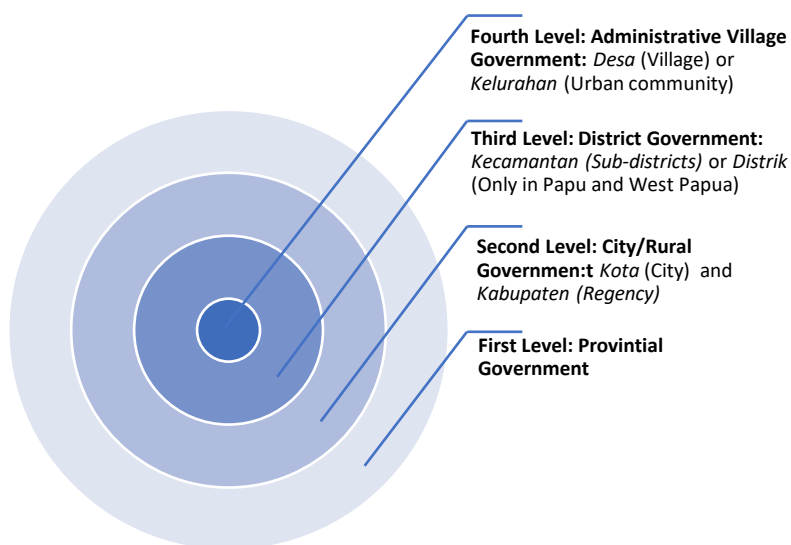 Fourth Level: Administrative Village
Government: Desa (Village) or
Kelurahan (Urban community)
Third Level: District Government:
Kecamantan (Sub-districts) or Distrik
(Only in Papu and West Papua)
Second Level: City/Rural
Governmen:t Kota (City) and
Kabupaten (Regency)
First Level: Provintial
Government